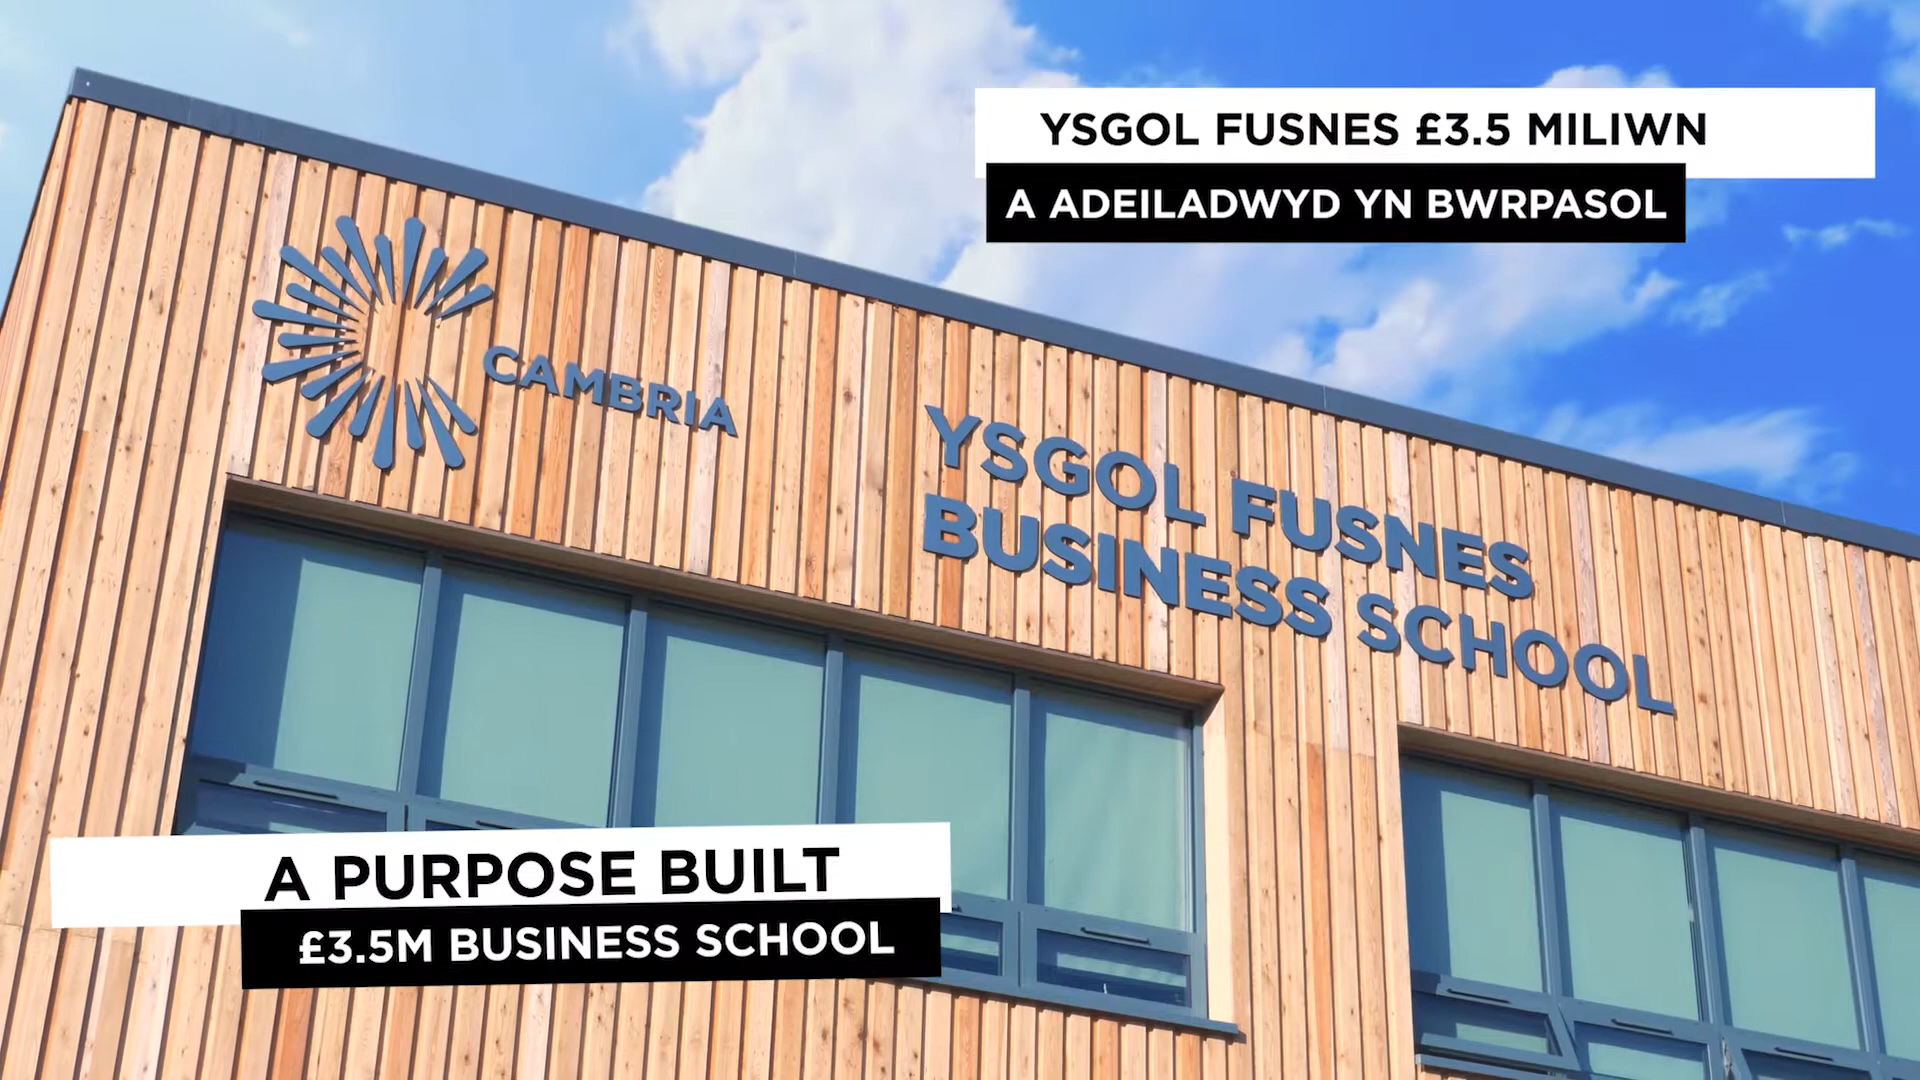 YSGOL FUSNES £3.5 MILIWN
A ADEILADWYD YN BWRPASOL
CAMBRIA
YSGOL FUSNES
BUSINESS SCHOOL
A PURPOSE BUILT
£3.5M BUSINESS SCHOOL